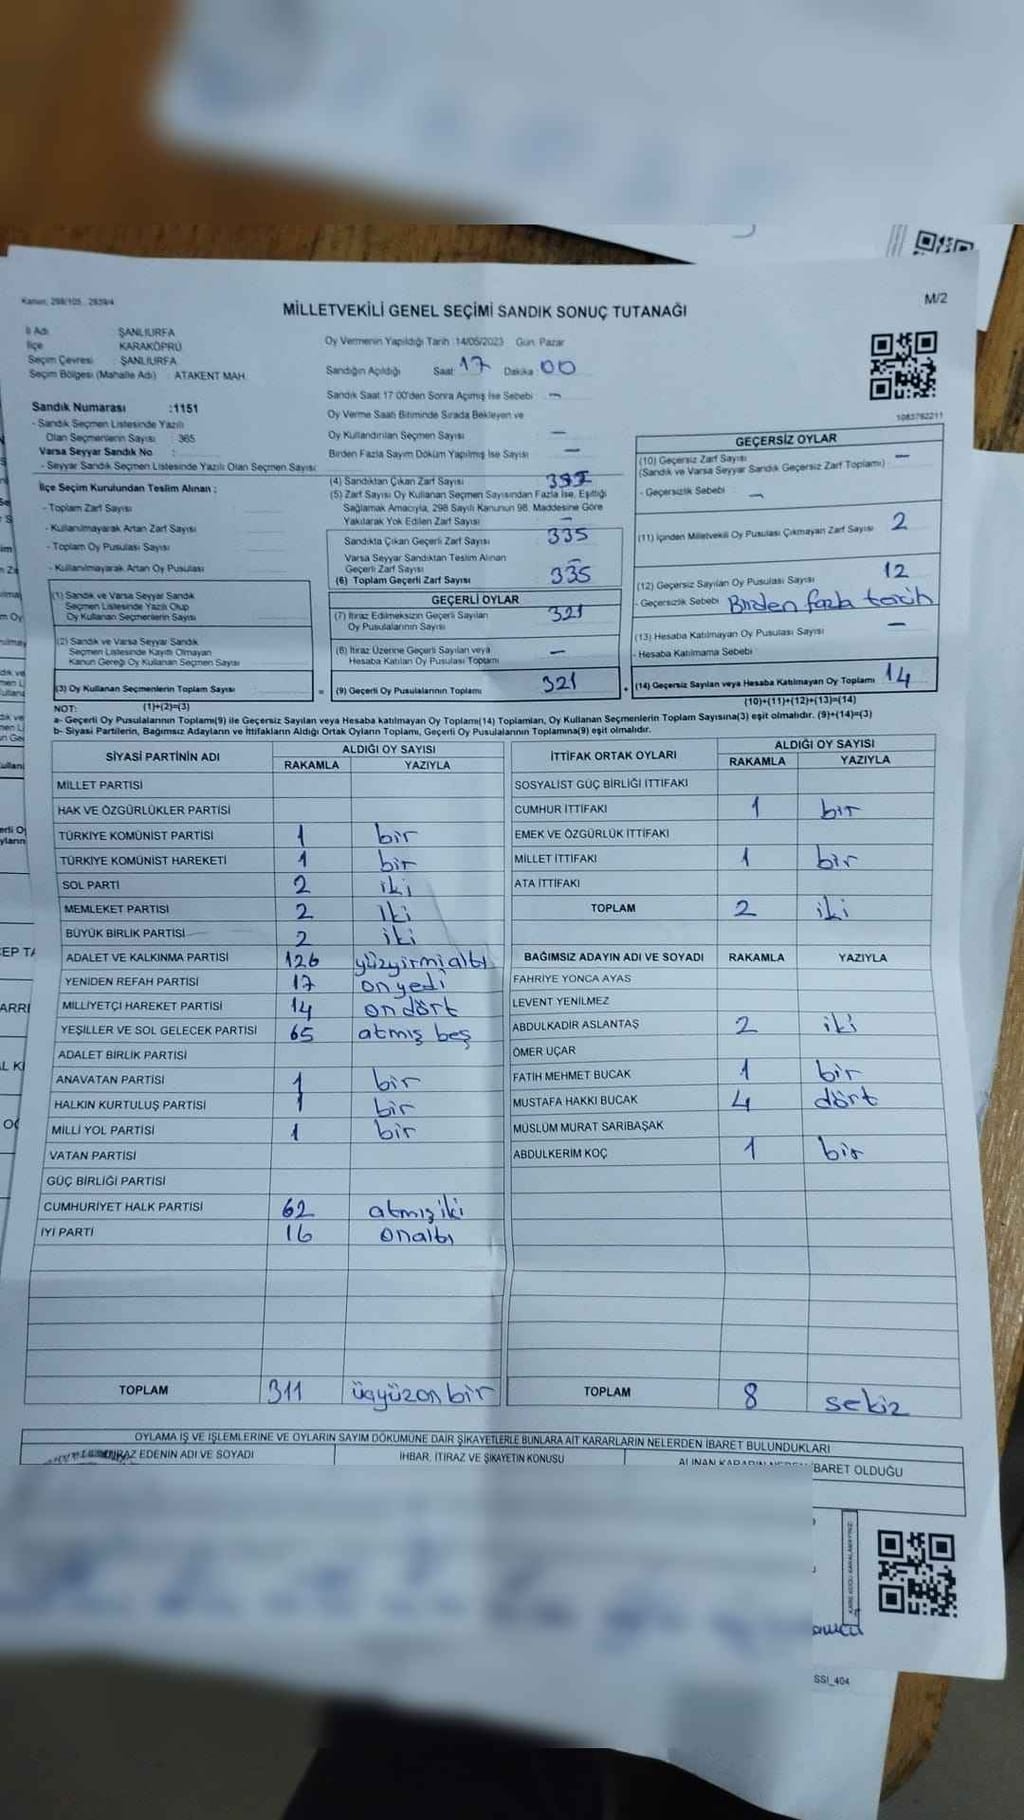 Kanun, 298/105 , 2839/4
M/2
MİLLETVEKİLİ GENEL SEÇİMİ SANDIK SONUÇ TUTANAĞI
İl Adı ŞANLIURFA
İlçe KARAKÖPRÜ
Seçim Çevresi ŞANLIURFA
Seçim Bölgesi (Mahalle Adı) : ATAKENT MAH.
Oy Vermenin Yapıldığı Tarih :14/05/2023 Gün: Pazar
Sandığın Açıldığı Saat: 17 Dakika: 00
Sandık Saat 17 00'den Sonra Açımış İse Sebebi —
Oy Verme Saati Bitiminde Sırada Bekleyen ve
Oy Kullandırılan Seçmen Sayısı —
Birden Fazla Sayım Döküm Yapılmış İse Sayısı —
1083782211
Sandık Numarası :1151
- Sandık Seçmen Listesinde Yazılı
Olan Seçmenlerin Sayısı : 365
Varsa Seyyar Sandık No :
- Seyyar Sandık Seçmen Listesinde Yazılı Olan Seçmen Sayısı:
İlçe Seçim Kurulundan Teslim Alınan :
- Toplam Zarf Sayısı
- Kullanılmayarak Artan Zarf Sayısı
- Toplam Oy Pusulası Sayısı
- Kullanılmayarak Artan Oy Pusulası
(1) Sandık ve Varsa Seyyar Sandık
Seçmen Listesinde Yazılı Olup
Oy Kullanan Seçmenlerin Sayısı
(2) Sandık ve Varsa Seyyar Sandık
Seçmen Listesinde Kayıtlı Olmayan
Kanun Gereği Oy Kullanan Seçmen Sayısı
(3) Oy Kullanan Seçmenlerin Toplam Sayısı
(4) Sandıktan Çıkan Zarf Sayısı
(5) Zarf Sayısı Oy Kullanan Seçmen Sayısından Fazla İse, Eşitliği
Sağlamak Amacıyla, 298 Sayılı Kanunun 98. Maddesine Göre
Yakılarak Yok Edilen Zarf Sayısı —
Sandıkta Çıkan Geçerli Zarf Sayısı 335
Varsa Seyyar Sandıktan Teslim Alınan
Geçerli Zarf Sayısı —
(6) Toplam Geçerli Zarf Sayısı 335
GEÇERLİ OYLAR
(7) İtiraz Edilmeksizin Geçerli Sayılan
Oy Pusulalarının Sayısı 321
(8) İtiraz Üzerine Geçerli Sayılan veya
Hesaba Katılan Oy Pusulası Toplamı —
= (9) Geçerli Oy Pusulalarının Toplamı 321
GEÇERSİZ OYLAR
(10) Geçersiz Zarf Sayısı —
(Sandık ve Varsa Seyyar Sandık Geçersiz Zarf Toplamı)
- Geçersizlik Sebebi : —
(11) İçinden Milletvekili Oy Pusulası Çıkmayan Zarf Sayısı 2
(12) Geçersiz Sayılan Oy Pusulası Sayısı 12
- Geçersizlik Sebebi Birden fazla tercih
(13) Hesaba Katılmayan Oy Pusulası Sayısı —
- Hesaba Katılmama Sebebi
(14) Geçersiz Sayılan veya Hesaba Katılmayan Oy Toplamı 14
NOT: (1)+(2)=(3)
(10)+(11)+(12)+(13)=(14)
a- Geçerli Oy Pusulalarının Toplamı(9) ile Geçersiz Sayılan veya Hesaba katılmayan Oy Toplamı(14) Toplamları, Oy Kullanan Seçmenlerin Toplam Sayısına(3) eşit olmalıdır. (9)+(14)=(3)
b- Siyasi Partilerin, Bağımsız Adayların ve İttifakların Aldığı Ortak Oyların Toplamı, Geçerli Oy Pusulalarının Toplamına(9) eşit olmalıdır.
SİYASİ PARTİNİN ADI ALDIĞI OY SAYISI
RAKAMLA YAZIYLA
MİLLET PARTİSİ
HAK VE ÖZGÜRLÜKLER PARTİSİ
TÜRKİYE KOMÜNİST PARTİSİ 1 bir
TÜRKİYE KOMÜNİST HAREKETİ 1 bir
SOL PARTİ 2 iki
MEMLEKET PARTİSİ 2 iki
BÜYÜK BİRLİK PARTİSİ 2 iki
ADALET VE KALKINMA PARTİSİ 126 yüzyirmialtı
YENİDEN REFAH PARTİSİ 17 onyedi
MİLLİYETÇİ HAREKET PARTİSİ 14 ondört
YEŞİLLER VE SOL GELECEK PARTİSİ 65 atmış beş
ADALET BİRLİK PARTİSİ
ANAVATAN PARTİSİ 1 bir
HALKIN KURTULUŞ PARTİSİ 1 bir
MİLLİ YOL PARTİSİ 1 bir
VATAN PARTİSİ
GÜÇ BİRLİĞİ PARTİSİ
CUMHURİYET HALK PARTİSİ 62 atmışiki
İYİ PARTİ 16 onaltı
TOPLAM 311 üçyüzonbir
İTTİFAK ORTAK OYLARI ALDIĞI OY SAYISI
RAKAMLA YAZIYLA
SOSYALİST GÜÇ BİRLİĞİ İTTİFAKI
CUMHUR İTTİFAKI 1 bir
EMEK VE ÖZGÜRLÜK İTTİFAKI
MİLLET İTTİFAKI 1 bir
ATA İTTİFAKI
TOPLAM 2 iki
BAĞIMSIZ ADAYIN ADI VE SOYADI RAKAMLA YAZIYLA
FAHRİYE YONCA AYAS
LEVENT YENİLMEZ
ABDULKADİR ASLANTAŞ 2 iki
ÖMER UÇAR
FATİH MEHMET BUCAK 1 bir
MUSTAFA HAKKI BUCAK 4 dört
MÜSLÜM MURAT SARIBAŞAK
ABDULKERİM KOÇ 1 bir
TOPLAM 8 sekiz
OYLAMA İŞ VE İŞLEMLERİNE VE OYLARIN SAYIM DÖKÜMÜNE DAİR ŞİKAYETLERLE BUNLARA AİT KARARLARIN NELERDEN İBARET BULUNDUKLARI
EDENİN ADI VE SOYADI
İHBAR, İTİRAZ VE ŞİKAYETİN KONUSU
İBARET OLDUĞU
SSI_404